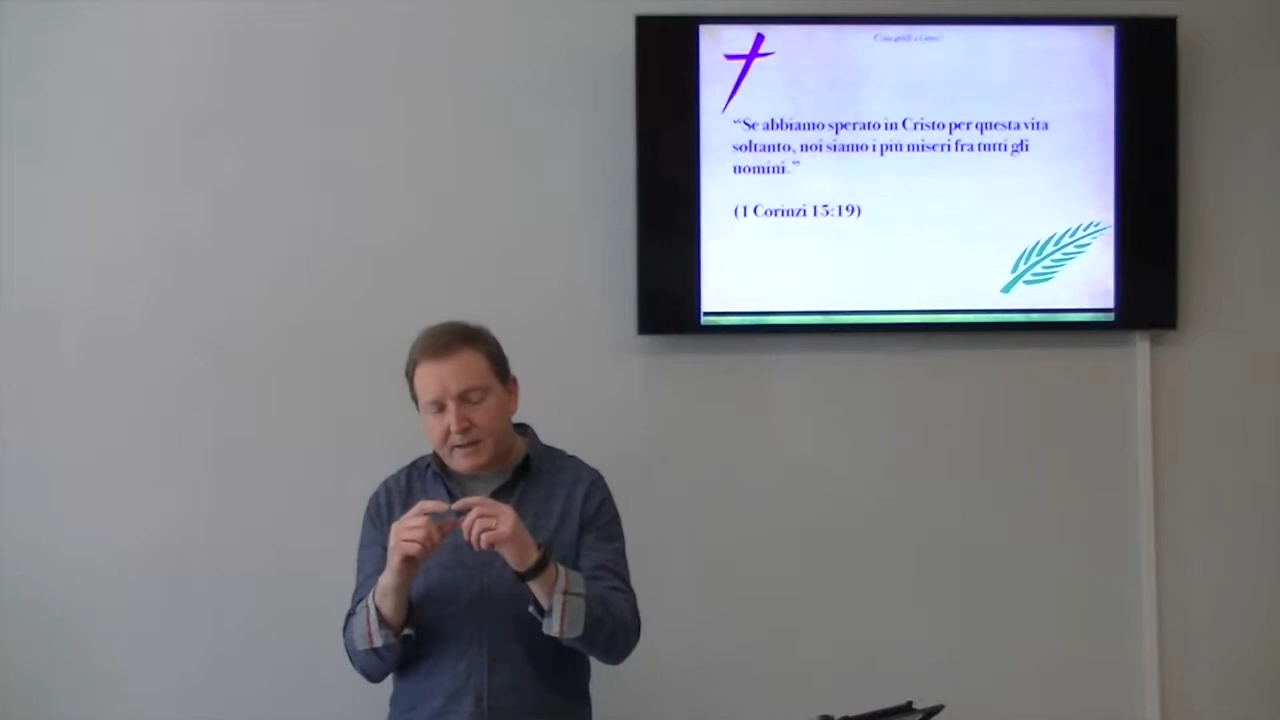 “Se abbiamo sperato in Cristo per questa vita
soltanto, noi siamo i più miseri fra tutti gli
uomini.”
(1 Corinzi 15:19)